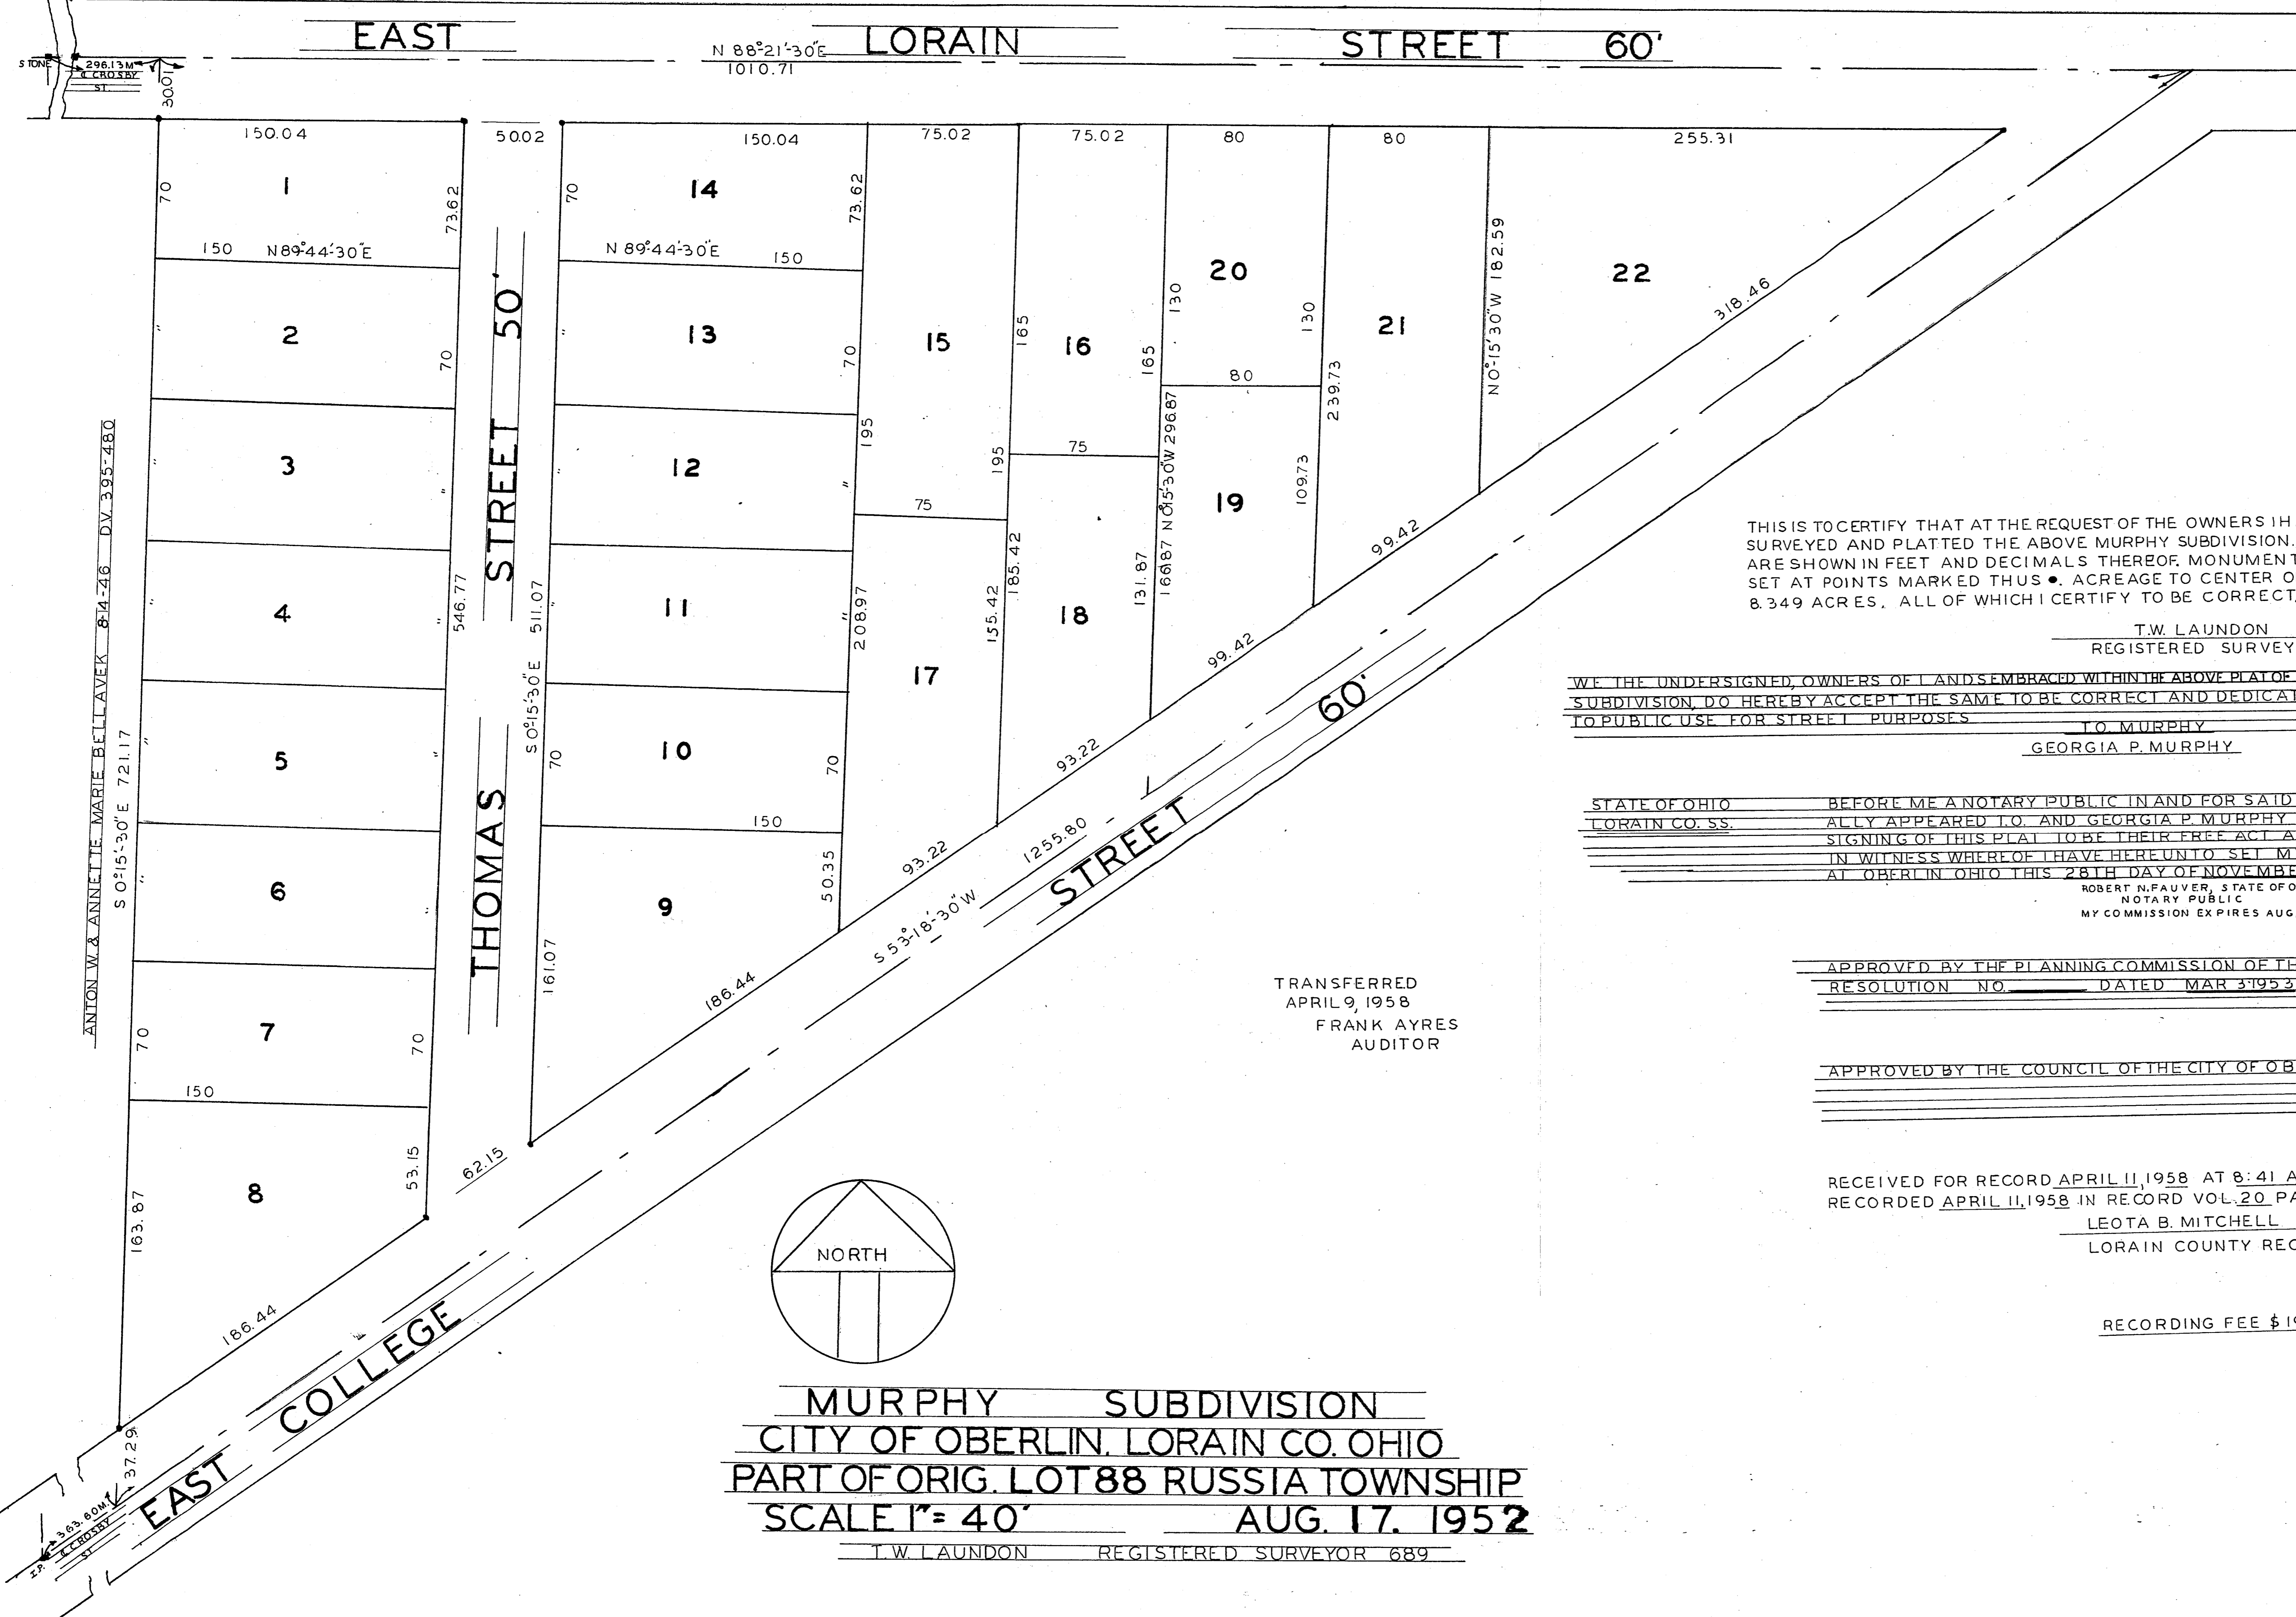 EAST LORAIN STREET 60'
N 88°-21'-30"E
1010.71
STONE
296.13 M
₵ CROSBY
ST.
30.01
150.04
50.02
150.04
75.02
75.02
80
80
255.31
70
1
73.62
70
14
73.62
150 N 89°-44'-30"E
N 89°-44'-30"E 150
"
2
70
"
13
70
15
165
16
165
130
20
130
80
21
239.73
N 0°-15'-30"W 182.59
22
318.46
"
3
"
"
12
"
195
75
195
75
N 0°-15'-30"W 296.87
19
109.73
99.42
"
4
"
546.77
S 0°-15'-30"E 511.07
"
11
"
208.97
17
155.42
185.42
18
131.87
166.87
99.42
STREET 50'
THOMAS
ANTON W. & ANNETTE MARIE BELLAVEK 8-14-46 D.V. 395-480
S 0°-15'-30"E 721.17
"
5
"
70
10
70
150
93.22
"
6
"
9
50.35
93.22
1255.80
S 53°-18'-30"W
STREET 60'
161.07
186.44
70
7
70
150
8
53.15
163.87
62.15
186.44
37.29
EAST COLLEGE
363.60 M.
₵ CROSBY
ST.
I.P.
THIS IS TO CERTIFY THAT AT THE REQUEST OF THE OWNERS I H
SURVEYED AND PLATTED THE ABOVE MURPHY SUBDIVISION.
ARE SHOWN IN FEET AND DECIMALS THEREOF. MONUMENT
SET AT POINTS MARKED THUS ●. ACREAGE TO CENTER O
8.349 ACRES. ALL OF WHICH I CERTIFY TO BE CORRECT.
T.W. LAUNDON
REGISTERED SURVEY
WE THE UNDERSIGNED, OWNERS OF LANDS EMBRACED WITHIN THE ABOVE PLAT OF
SUBDIVISION, DO HEREBY ACCEPT THE SAME TO BE CORRECT AND DEDICAT
TO PUBLIC USE FOR STREET PURPOSES
T.O. MURPHY
GEORGIA P. MURPHY
STATE OF OHIO BEFORE ME A NOTARY PUBLIC IN AND FOR SAID
LORAIN CO. SS. ALLY APPEARED T.O. AND GEORGIA P. MURPHY
SIGNING OF THIS PLAT TO BE THEIR FREE ACT A
IN WITNESS WHEREOF I HAVE HEREUNTO SET M
AT OBERLIN OHIO THIS 28TH DAY OF NOVEMBE
ROBERT N. FAUVER, STATE OF O
NOTARY PUBLIC
MY COMMISSION EXPIRES AUG
TRANSFERRED
APRIL 9, 1958
FRANK AYRES
AUDITOR
APPROVED BY THE PLANNING COMMISSION OF TH
RESOLUTION NO. DATED MAR 3 1953
APPROVED BY THE COUNCIL OF THE CITY OF OB
RECEIVED FOR RECORD APRIL 11, 1958 AT 8:41 A
RECORDED APRIL 11, 1958 IN RECORD VOL. 20 PA
LEOTA B. MITCHELL
LORAIN COUNTY REC
RECORDING FEE $ 19
NORTH
MURPHY SUBDIVISION
CITY OF OBERLIN. LORAIN CO. OHIO
PART OF ORIG. LOT 88 RUSSIA TOWNSHIP
SCALE 1" = 40' AUG. 17. 1952
T.W. LAUNDON REGISTERED SURVEYOR 689